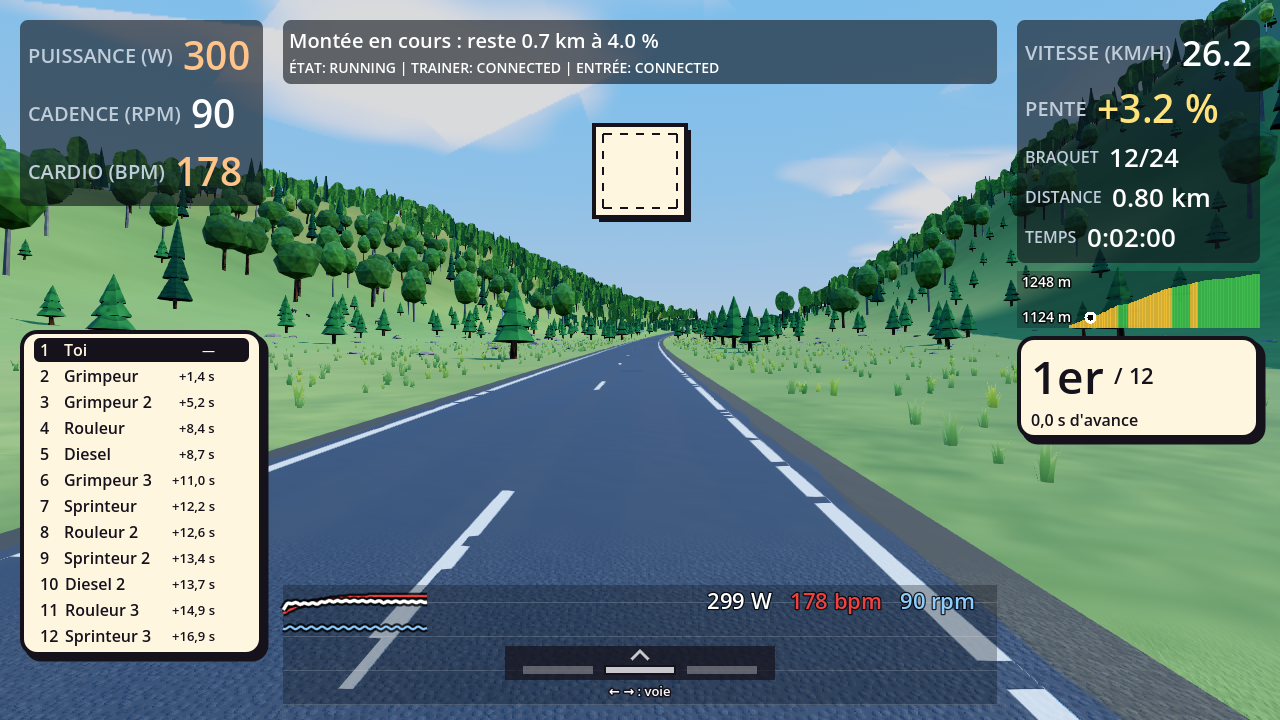 PUISSANCE (W) 300
CADENCE (RPM) 90
CARDIO (BPM) 178
Montée en cours : reste 0.7 km à 4.0 %
ÉTAT: RUNNING | TRAINER: CONNECTED | ENTRÉE: CONNECTED
VITESSE (KM/H) 26.2
PENTE +3.2 %
BRAQUET 12/24
DISTANCE 0.80 km
TEMPS 0:02:00
1248 m
1124 m
1er / 12
0,0 s d'avance
1 Toi —
2 Grimpeur +1,4 s
3 Grimpeur 2 +5,2 s
4 Rouleur +8,4 s
5 Diesel +8,7 s
6 Grimpeur 3 +11,0 s
7 Sprinteur +12,2 s
8 Rouleur 2 +12,6 s
9 Sprinteur 2 +13,4 s
10 Diesel 2 +13,7 s
11 Rouleur 3 +14,9 s
12 Sprinteur 3 +16,9 s
299 W 178 bpm 90 rpm
← → : voie